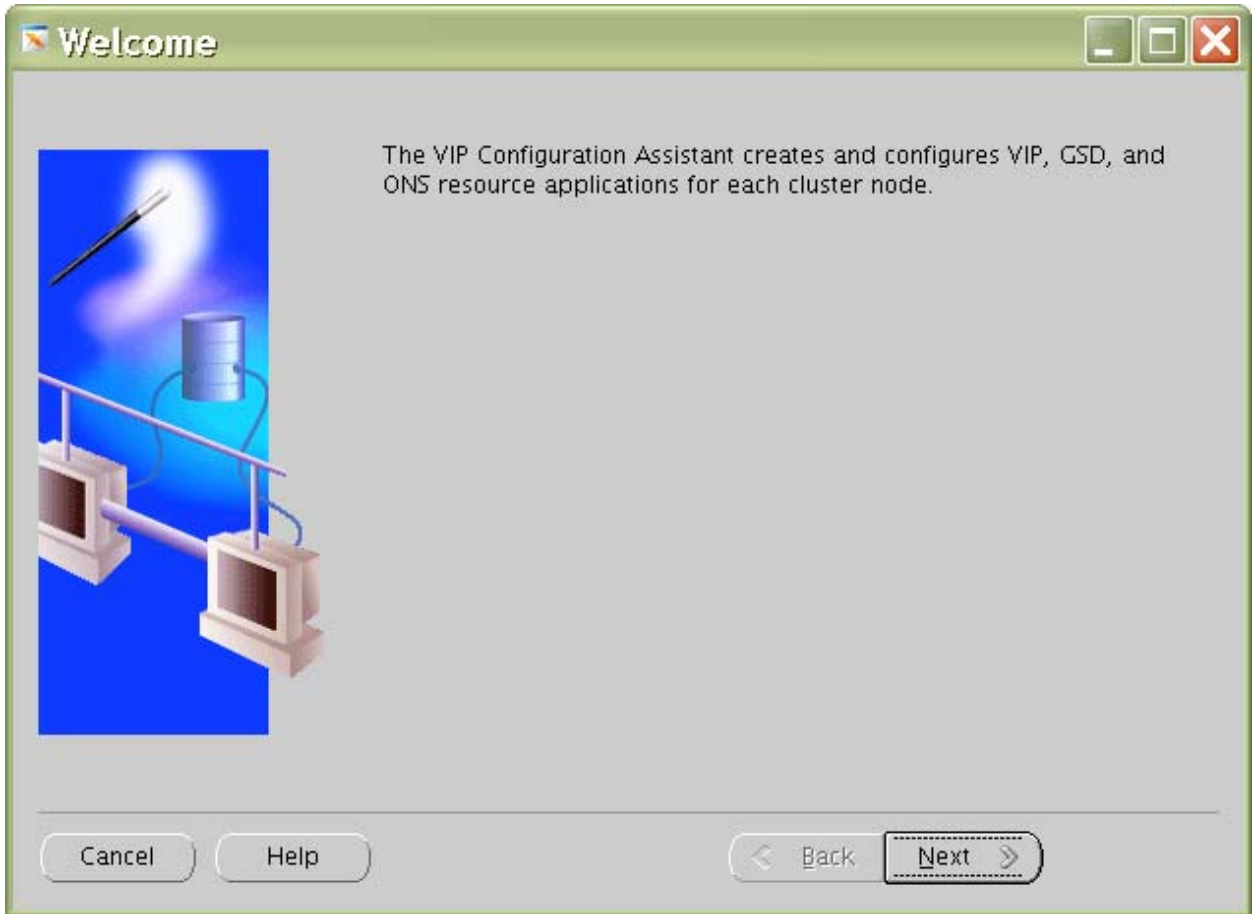 Welcome
The VIP Configuration Assistant creates and configures VIP, GSD, and
ONS resource applications for each cluster node.
Cancel
Help
Back
Next